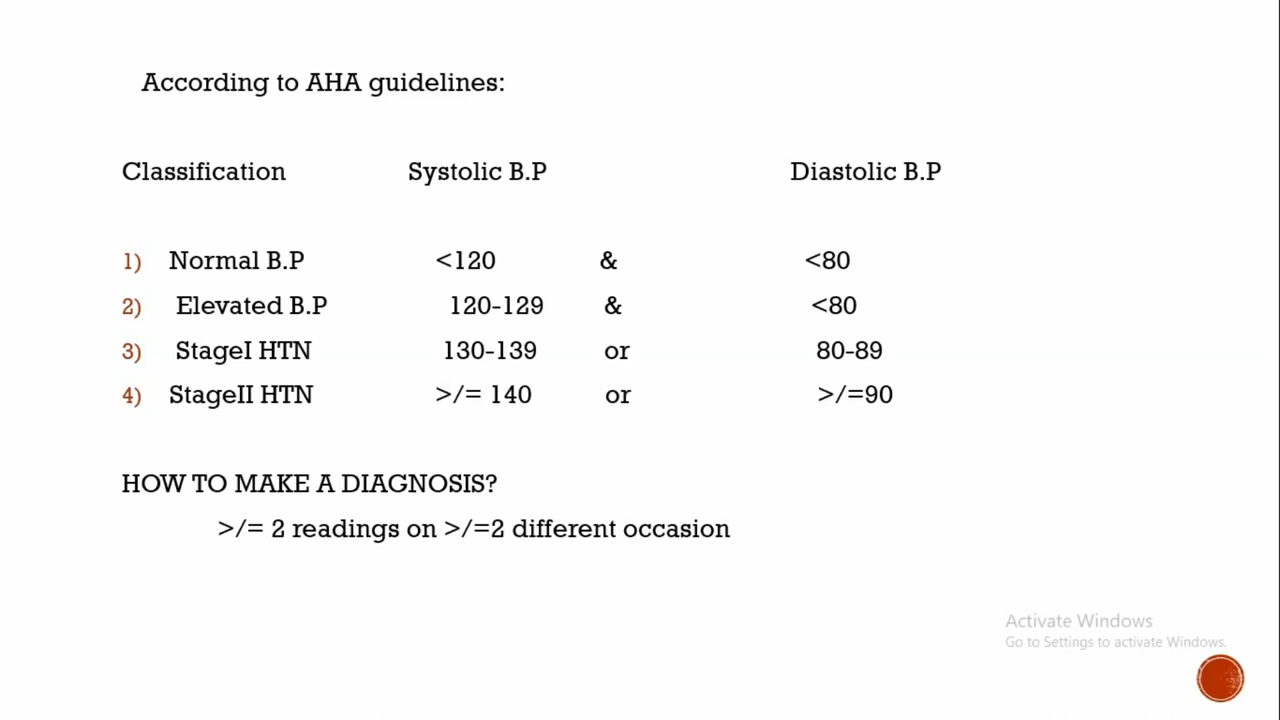 According to AHA guidelines:
Classification Systolic B.P Diastolic B.P
1) Normal B.P <120 & <80
2) Elevated B.P 120-129 & <80
3) StageI HTN 130-139 or 80-89
4) StageII HTN >/= 140 or >/=90
HOW TO MAKE A DIAGNOSIS?
>/= 2 readings on >/=2 different occasion
Activate Windows
Go to Settings to activate Windows.